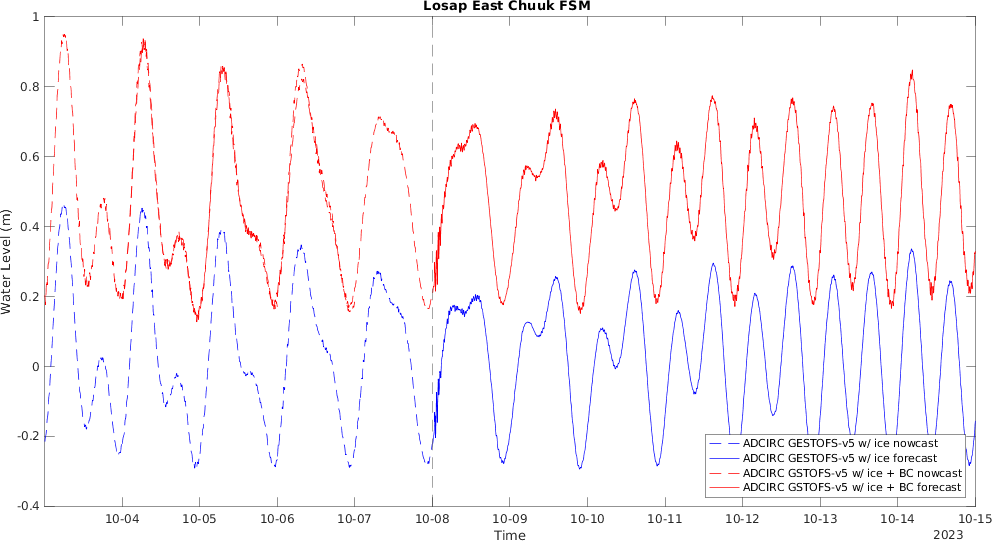 Losap East Chuuk FSM
1
0.8
0.6
0.4
0.2
0
-0.2
-0.4
Water Level (m)
10-04 10-05 10-06 10-07 10-08 10-09 10-10 10-11 10-12 10-13 10-14 10-15
Time
2023
ADCIRC GESTOFS-v5 w/ ice nowcast
ADCIRC GESTOFS-v5 w/ ice forecast
ADCIRC GSTOFS-v5 w/ ice + BC nowcast
ADCIRC GSTOFS-v5 w/ ice + BC forecast